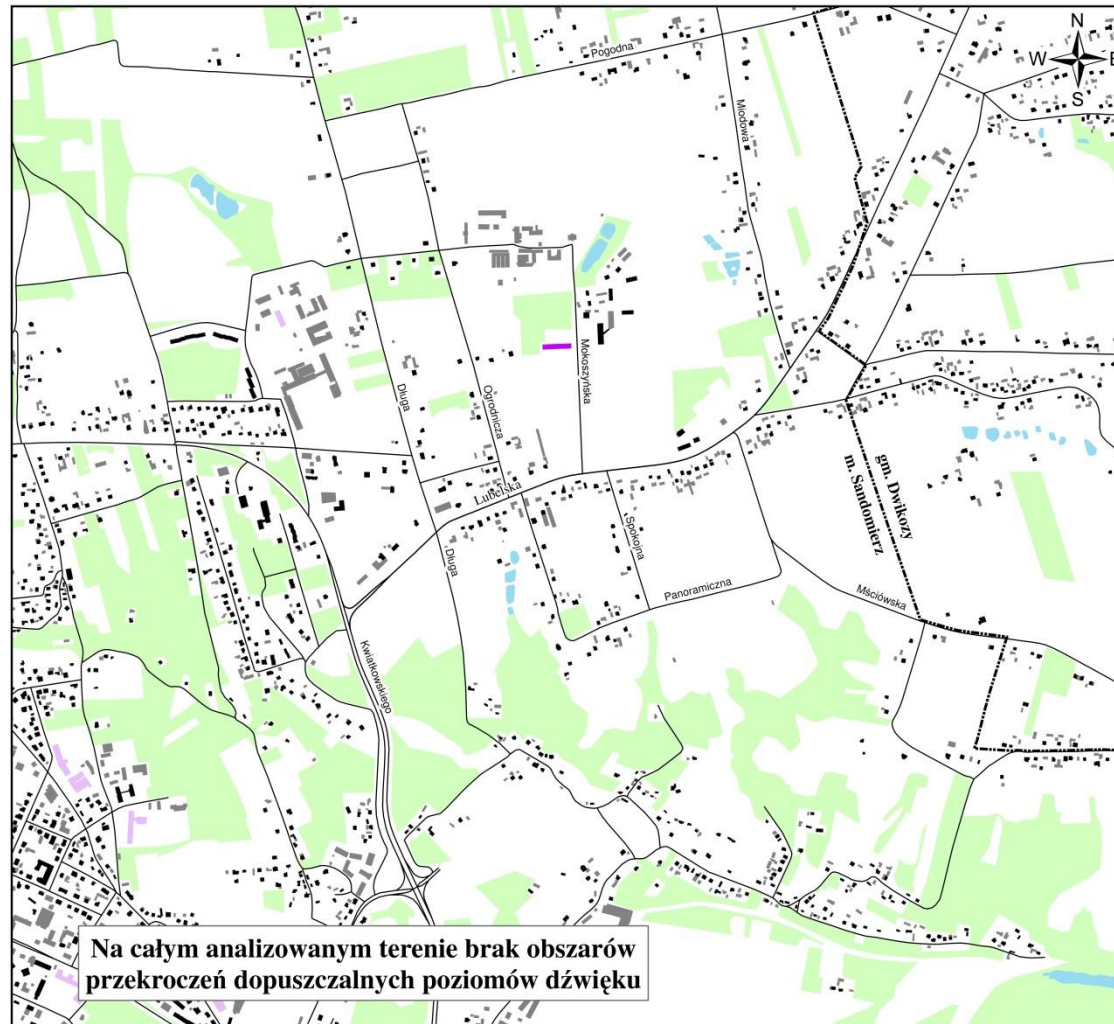 N
W E
S
Pogodna
Miodowa
Mokoszyńska
Długa
Ogrodnicza
Lubelska
gm. Dwikozy
m. Sandomierz
Spokojna
Długa
Panoramiczna
Mściówska
Kwiatkowskiego
Na całym analizowanym terenie brak obszarów
przekroczeń dopuszczalnych poziomów dźwięku